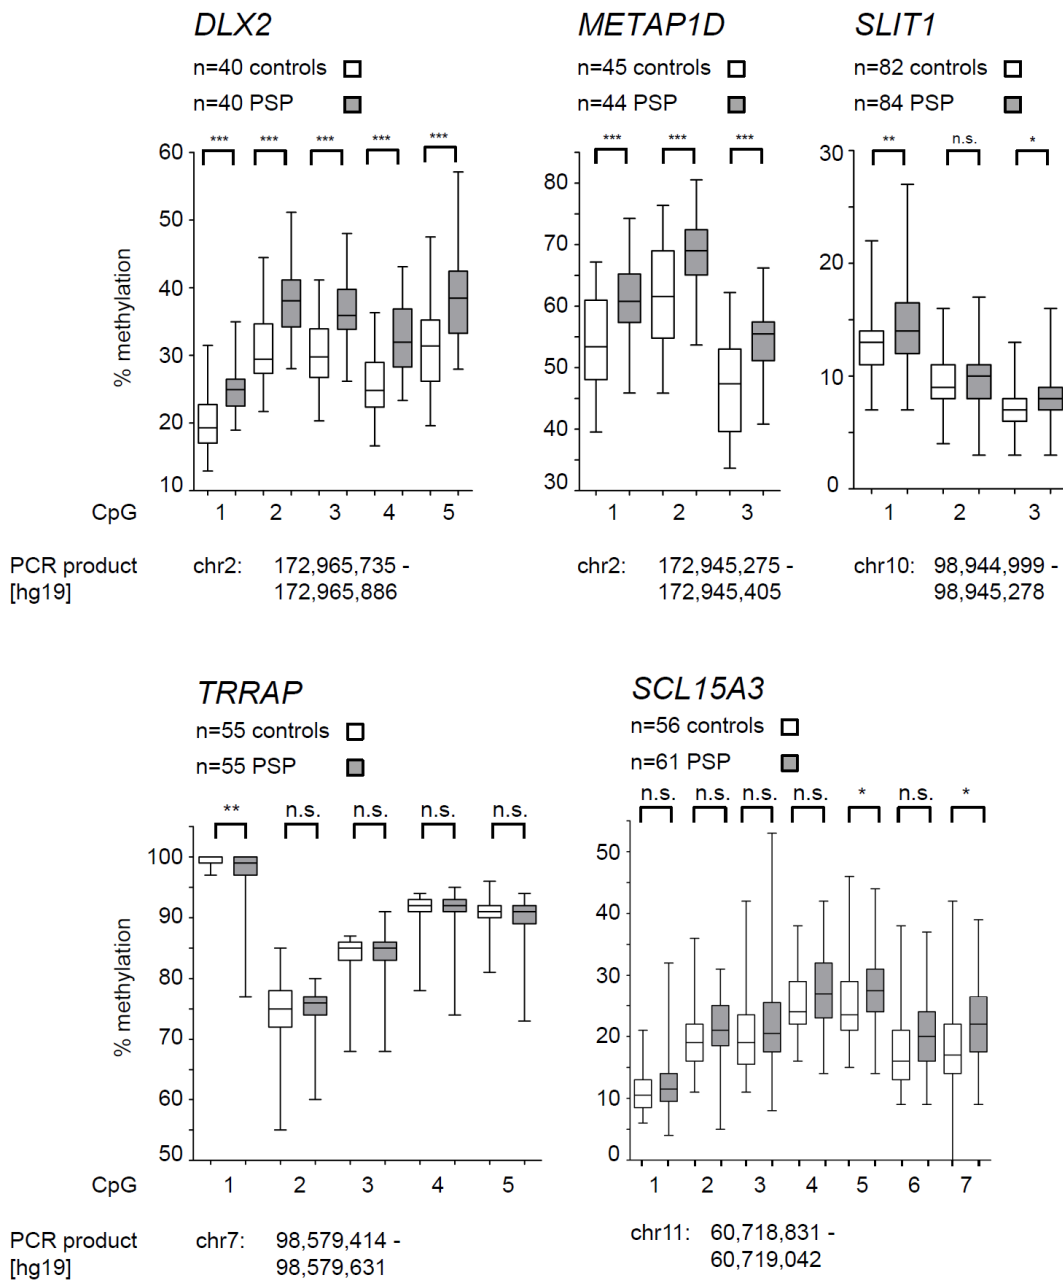 DLX2
n=40 controls
n=40 PSP
*** *** *** *** ***
60
50
40
30
20
10
% methylation
CpG
1 2 3 4 5
PCR product
[hg19]
chr2: 172,965,735 -
172,965,886
METAP1D
n=45 controls
n=44 PSP
*** *** ***
80
70
60
50
40
30
1 2 3
chr2: 172,945,275 -
172,945,405
SLIT1
n=82 controls
n=84 PSP
** n.s. *
30
20
10
0
1 2 3
chr10: 98,944,999 -
98,945,278
TRRAP
n=55 controls
n=55 PSP
** n.s. n.s. n.s. n.s.
100
90
80
70
60
50
% methylation
CpG
1 2 3 4 5
PCR product
[hg19]
chr7: 98,579,414 -
98,579,631
SCL15A3
n=56 controls
n=61 PSP
n.s. n.s. n.s. n.s. * n.s. *
50
40
30
20
10
0
1 2 3 4 5 6 7
chr11: 60,718,831 -
60,719,042